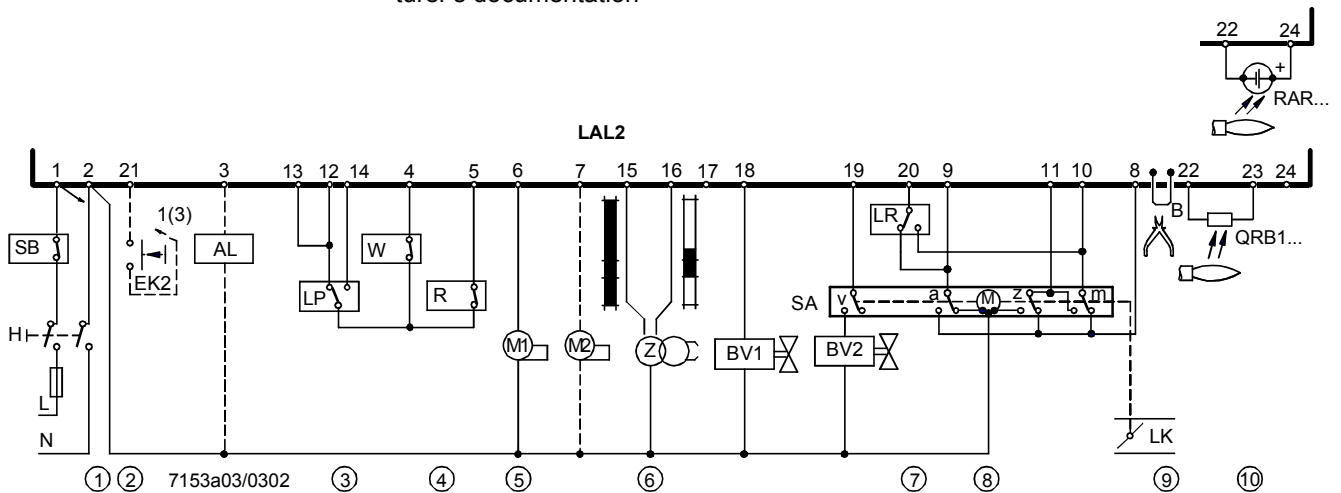 turer's documentation
22 24
+
RAR...
LAL2
1 2 21 3 13 12 14 4 5 6 7 15 16 17 18 19 20 9 11 10 8 22 23 24
1(3)
B
SB AL W LR QRB1...
EK2
LP R SA v a M z m
H
M1 M2 Z BV1 BV2
L
N LK
1 2 7153a03/0302 3 4 5 6 7 8 9 10